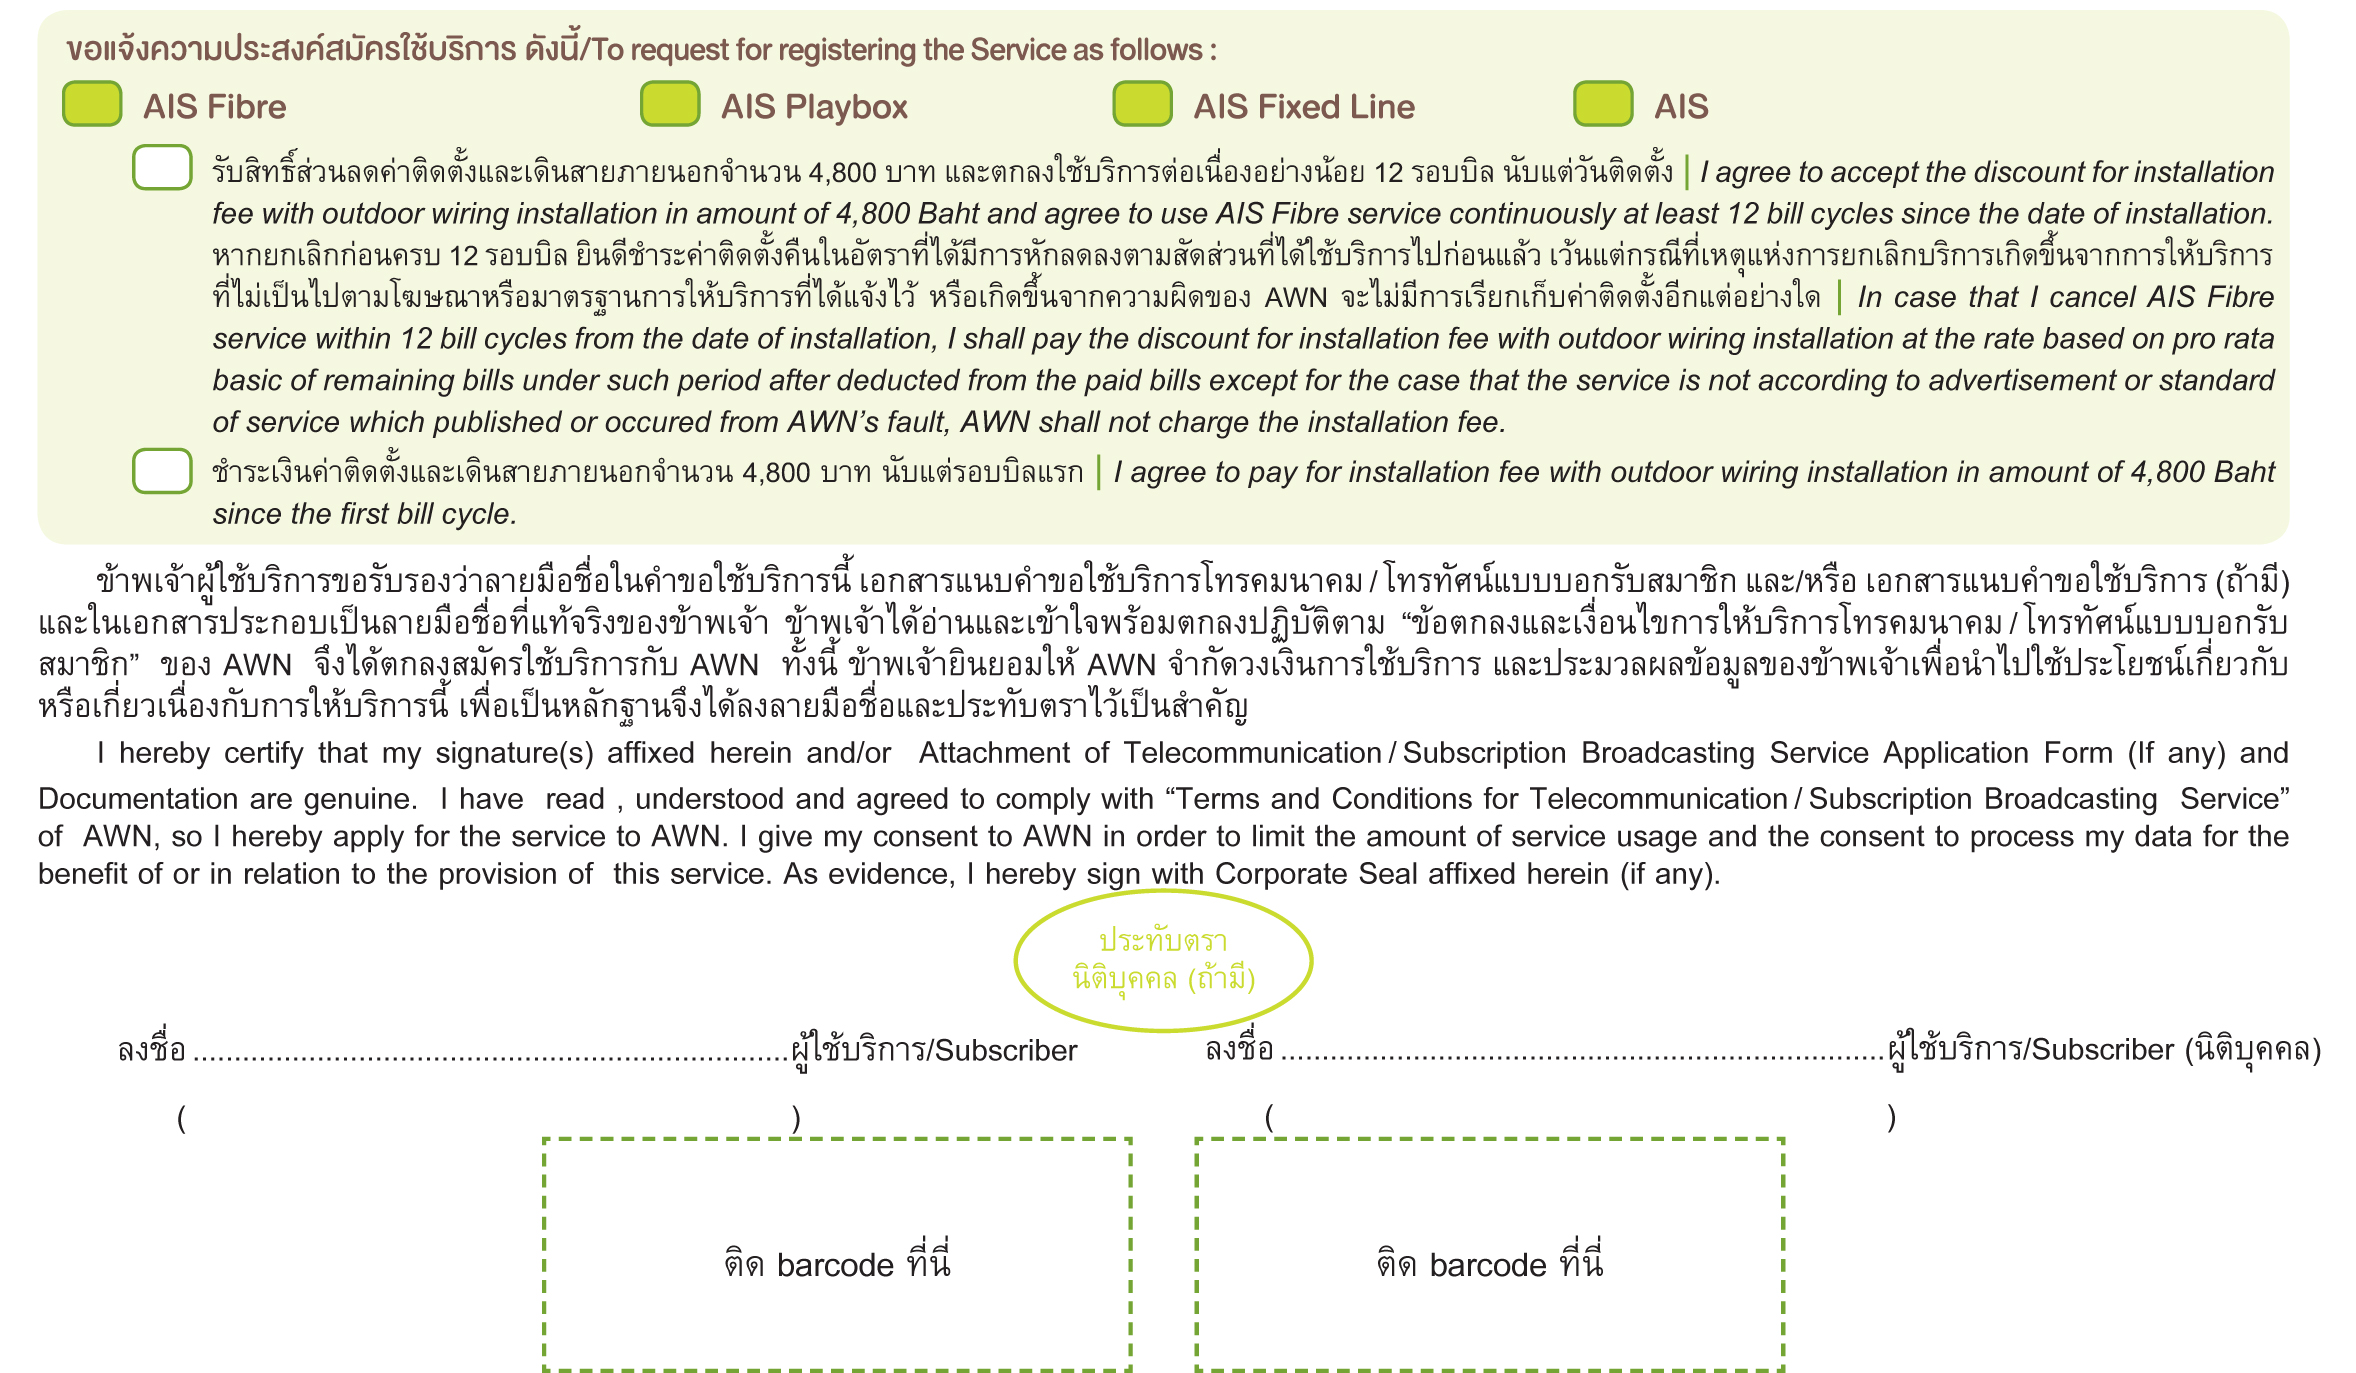 ขอแจ้งความประสงค์สมัครใช้บริการ ดังนี้/To request for registering the Service as follows :
AIS Fibre AIS Playbox AIS Fixed Line AIS
รับสิทธิ์ส่วนลดค่าติดตั้งและเดินสายภายนอกจำนวน 4,800 บาท และตกลงใช้บริการต่อเนื่องอย่างน้อย 12 รอบบิล นับแต่วันติดตั้ง | I agree to accept the discount for installation
fee with outdoor wiring installation in amount of 4,800 Baht and agree to use AIS Fibre service continuously at least 12 bill cycles since the date of installation.
หากยกเลิกก่อนครบ 12 รอบบิล ยินดีชำระค่าติดตั้งคืนในอัตราที่ได้มีการหักลดลงตามสัดส่วนที่ได้ใช้บริการไปก่อนแล้ว เว้นแต่กรณีที่เหตุแห่งการยกเลิกบริการเกิดขึ้นจากการให้บริการ
ที่ไม่เป็นไปตามโฆษณาหรือมาตรฐานการให้บริการที่ได้แจ้งไว้ หรือเกิดขึ้นจากความผิดของ AWN จะไม่มีการเรียกเก็บค่าติดตั้งอีกแต่อย่างใด | In case that I cancel AIS Fibre
service within 12 bill cycles from the date of installation, I shall pay the discount for installation fee with outdoor wiring installation at the rate based on pro rata
basic of remaining bills under such period after deducted from the paid bills except for the case that the service is not according to advertisement or standard
of service which published or occured from AWN’s fault, AWN shall not charge the installation fee.
ชำระเงินค่าติดตั้งและเดินสายภายนอกจำนวน 4,800 บาท นับแต่รอบบิลแรก | I agree to pay for installation fee with outdoor wiring installation in amount of 4,800 Baht
since the first bill cycle.
ข้าพเจ้าผู้ใช้บริการขอรับรองว่าลายมือชื่อในคำขอใช้บริการนี้ เอกสารแนบคำขอใช้บริการโทรคมนาคม / โทรทัศน์แบบบอกรับสมาชิก และ/หรือ เอกสารแนบคำขอใช้บริการ (ถ้ามี)
และในเอกสารประกอบเป็นลายมือชื่อที่แท้จริงของข้าพเจ้า ข้าพเจ้าได้อ่านและเข้าใจพร้อมตกลงปฏิบัติตาม “ข้อตกลงและเงื่อนไขการให้บริการโทรคมนาคม / โทรทัศน์แบบบอกรับ
สมาชิก” ของ AWN จึงได้ตกลงสมัครใช้บริการกับ AWN ทั้งนี้ ข้าพเจ้ายินยอมให้ AWN จำกัดวงเงินการใช้บริการ และประมวลผลข้อมูลของข้าพเจ้าเพื่อนำไปใช้ประโยชน์เกี่ยวกับ
หรือเกี่ยวเนื่องกับการให้บริการนี้ เพื่อเป็นหลักฐานจึงได้ลงลายมือชื่อและประทับตราไว้เป็นสำคัญ
I hereby certify that my signature(s) affixed herein and/or Attachment of Telecommunication / Subscription Broadcasting Service Application Form (If any) and
Documentation are genuine. I have read , understood and agreed to comply with “Terms and Conditions for Telecommunication / Subscription Broadcasting Service”
of AWN, so I hereby apply for the service to AWN. I give my consent to AWN in order to limit the amount of service usage and the consent to process my data for the
benefit of or in relation to the provision of this service. As evidence, I hereby sign with Corporate Seal affixed herein (if any).
ประทับตรา
นิติบุคคล (ถ้ามี)
ลงชื่อ ........................................................................ผู้ใช้บริการ/Subscriber ลงชื่อ .........................................................................ผู้ใช้บริการ/Subscriber (นิติบุคคล)
( ) ( )
ติด barcode ที่นี่ ติด barcode ที่นี่